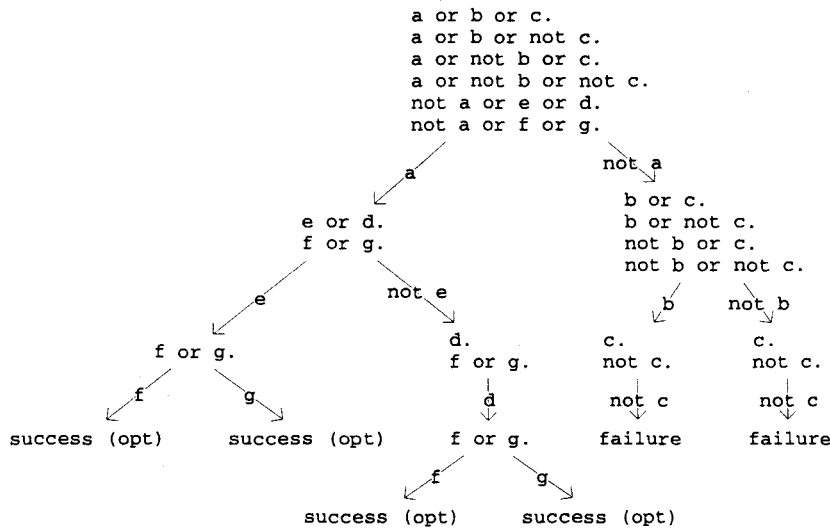 a or b or c.
a or b or not c.
a or not b or c.
a or not b or not c.
not a or e or d.
not a or f or g.
a
not a
e or d.
f or g.
b or c.
b or not c.
not b or c.
not b or not c.
e
not e
b
not b
f or g.
d.
f or g.
c.
not c.
c.
not c.
f
g
d
not c
not c
success (opt)
success (opt)
f or g.
failure
failure
f
g
success (opt)
success (opt)